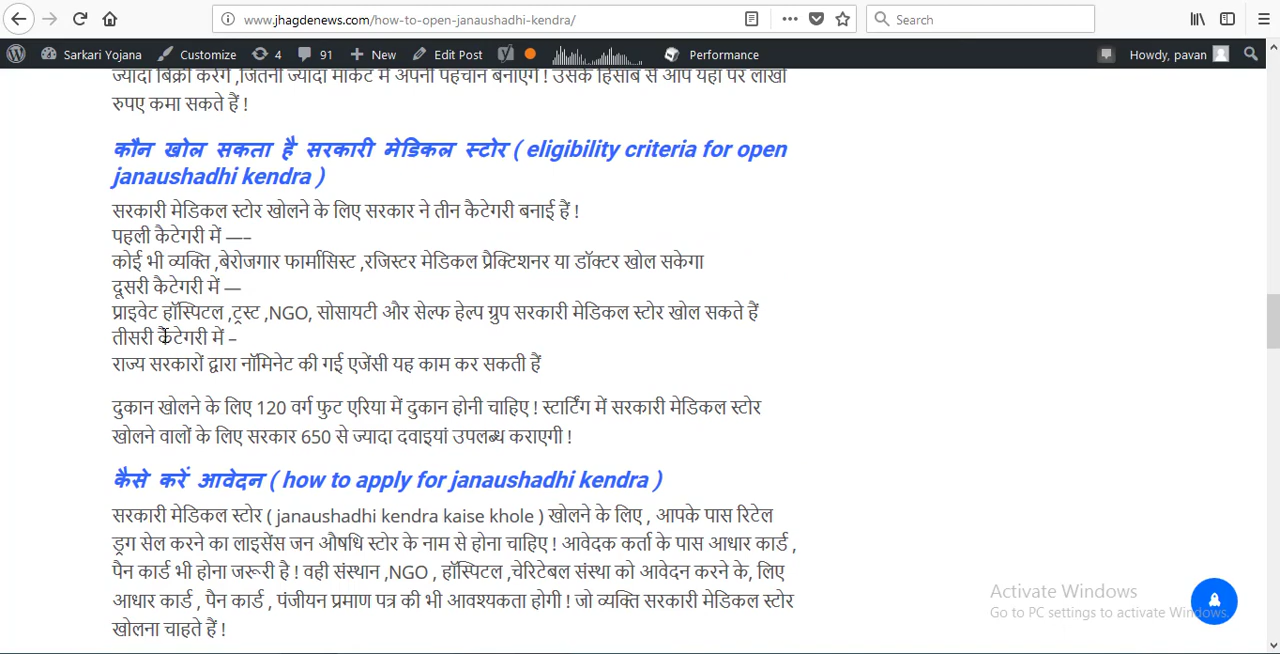 www.jhagdenews.com/how-to-open-janaushadhi-kendra/
Search
Sarkari Yojana Customize 4 91 New Edit Post Performance Howdy, pavan
ज्यादा बिक्री करेंगे ,जितनी ज्यादा मार्केट में अपनी पहचान बनाएंगे ! उसके हिसाब से आप यहां पर लाखों
रुपए कमा सकते हैं !
कौन खोल सकता है सरकारी मेडिकल स्टोर ( eligibility criteria for open
janaushadhi kendra )
सरकारी मेडिकल स्टोर खोलने के लिए सरकार ने तीन कैटेगरी बनाई हैं !
पहली कैटेगरी में —–
कोई भी व्यक्ति ,बेरोजगार फार्मासिस्ट ,रजिस्टर मेडिकल प्रैक्टिशनर या डॉक्टर खोल सकेगा
दूसरी कैटेगरी में —
प्राइवेट हॉस्पिटल ,ट्रस्ट ,NGO, सोसायटी और सेल्फ हेल्प ग्रुप सरकारी मेडिकल स्टोर खोल सकते हैं
तीसरी कैटेगरी में –
राज्य सरकारों द्वारा नॉमिनेट की गई एजेंसी यह काम कर सकती हैं
दुकान खोलने के लिए 120 वर्ग फुट एरिया में दुकान होनी चाहिए ! स्टार्टिंग में सरकारी मेडिकल स्टोर
खोलने वालों के लिए सरकार 650 से ज्यादा दवाइयां उपलब्ध कराएगी !
कैसे करें आवेदन ( how to apply for janaushadhi kendra )
सरकारी मेडिकल स्टोर ( janaushadhi kendra kaise khole ) खोलने के लिए , आपके पास रिटेल
ड्रग सेल करने का लाइसेंस जन औषधि स्टोर के नाम से होना चाहिए ! आवेदक कर्ता के पास आधार कार्ड ,
पैन कार्ड भी होना जरूरी है ! वही संस्थान ,NGO , हॉस्पिटल ,चेरिटेबल संस्था को आवेदन करने के, लिए
आधार कार्ड , पैन कार्ड , पंजीयन प्रमाण पत्र की भी आवश्यकता होगी ! जो व्यक्ति सरकारी मेडिकल स्टोर
खोलना चाहते हैं !
Activate Windows
Go to PC settings to activate Windows.